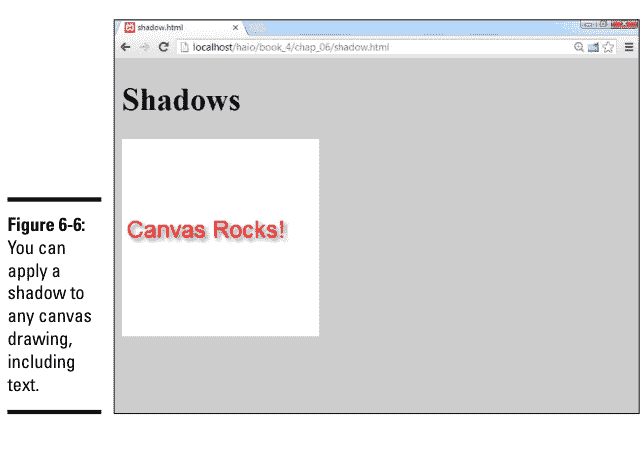 shadow.html
localhost/haio/book_4/chap_06/shadow.html
Shadows
Canvas Rocks!
Figure 6-6:
You can
apply a
shadow to
any canvas
drawing,
including
text.